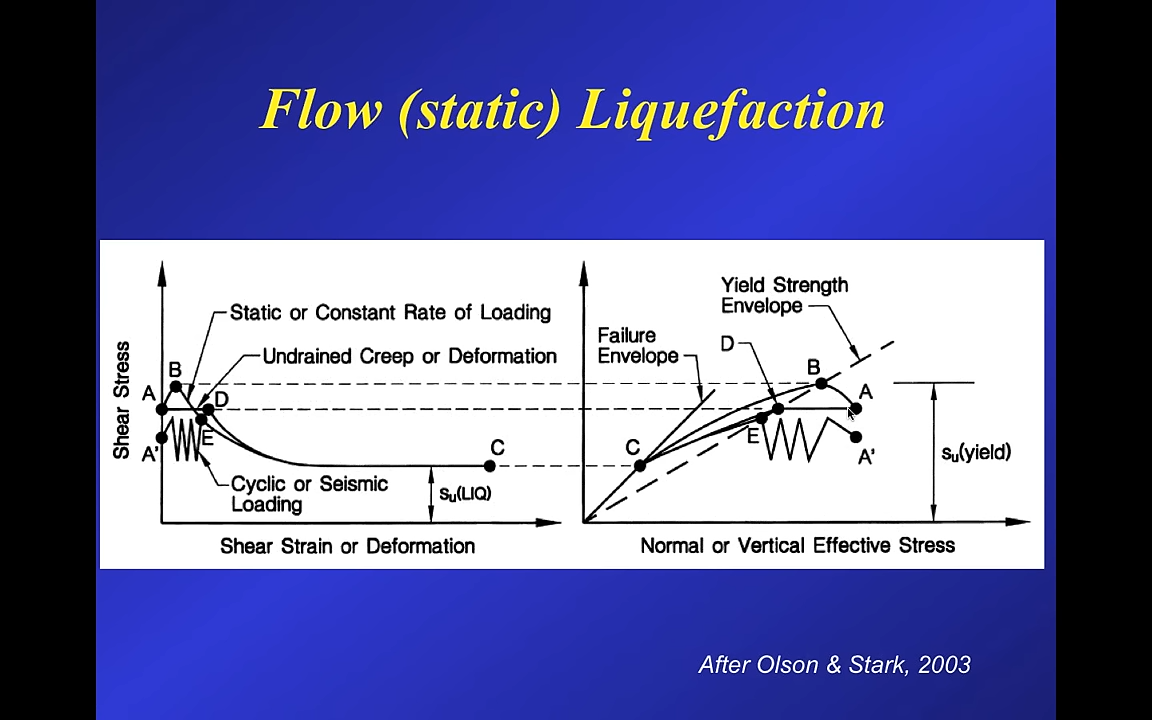 Flow (static) Liquefaction
Shear Stress
Static or Constant Rate of Loading
Undrained Creep or Deformation
B
A
D
E
A'
C
Cyclic or Seismic
Loading
su(LIQ)
Shear Strain or Deformation
Yield Strength
Envelope
Failure
Envelope
D
B
A
E
A'
C
su(yield)
Normal or Vertical Effective Stress
After Olson & Stark, 2003